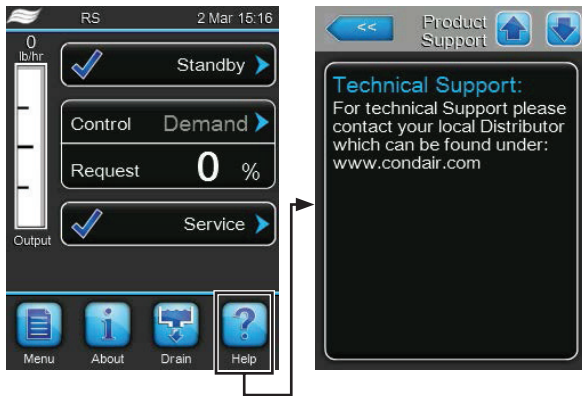 RS 2 Mar 15:16
0
lb/hr
Standby
Control Demand
Request 0 %
Service
Output
Menu About Drain Help
<< Product
Support
Technical Support:
For technical Support please
contact your local Distributor
which can be found under:
www.condair.com